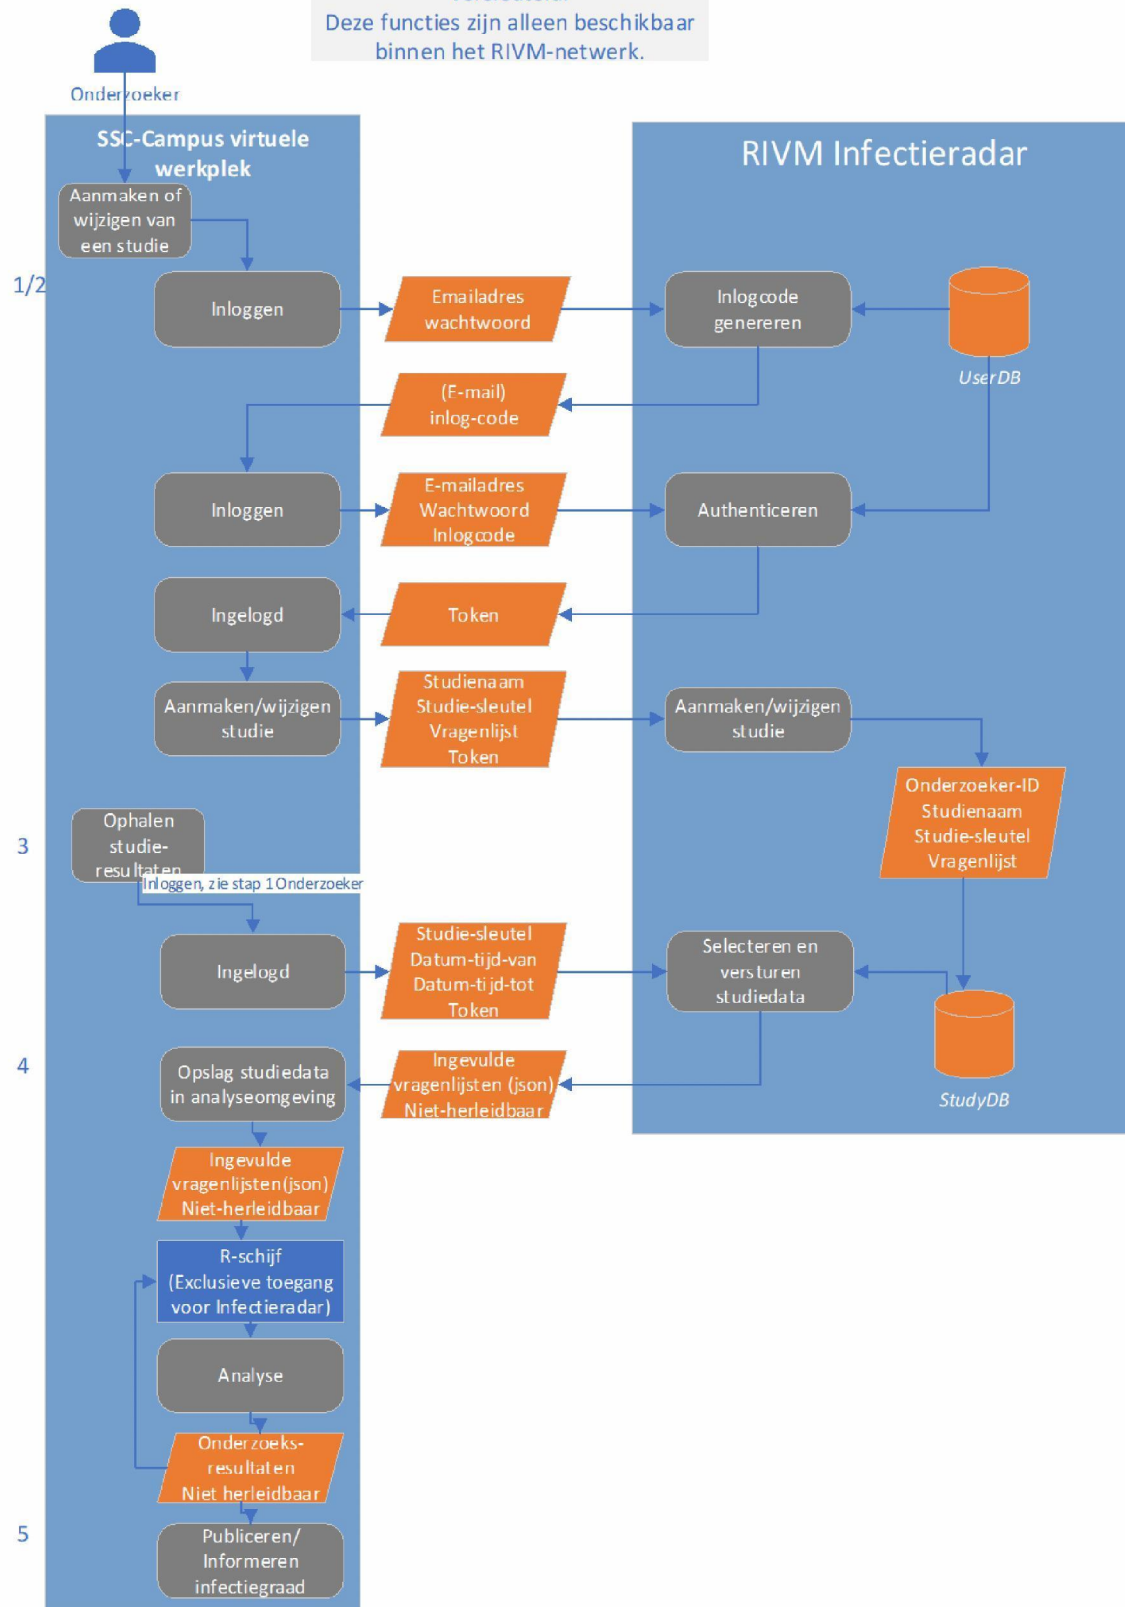 Deze functies zijn alleen beschikbaar
binnen het RIVM-netwerk.
Onderzoeker
SSC-Campus virtuele
werkplek
RIVM Infectieradar
Aanmaken of
wijzigen van
een studie
1/2
Inloggen
Emailadres
wachtwoord
Inlogcode
genereren
UserDB
(E-mail)
inlog-code
Inloggen
E-mailadres
Wachtwoord
Inlogcode
Authenticeren
Ingelogd
Token
Aanmaken/wijzigen
studie
Studienaam
Studie-sleutel
Vragenlijst
Token
Aanmaken/wijzigen
studie
Onderzoeker-ID
Studienaam
Studie-sleutel
Vragenlijst
3
Ophalen
studie-
resultaten
Inloggen, zie stap 1 Onderzoeker
Ingelogd
Studie-sleutel
Datum-tijd-van
Datum-tijd-tot
Token
Selecteren en
versturen
studiedata
StudyDB
4
Opslag studiedata
in analyseomgeving
Ingevulde
vragenlijsten (json)
Niet-herleidbaar
Ingevulde
vragenlijsten(json)
Niet-herleidbaar
R-schijf
(Exclusieve toegang
voor Infectieradar)
Analyse
Onderzoeks-
resultaten
Niet herleidbaar
5
Publiceren/
Informeren
infectiegraad